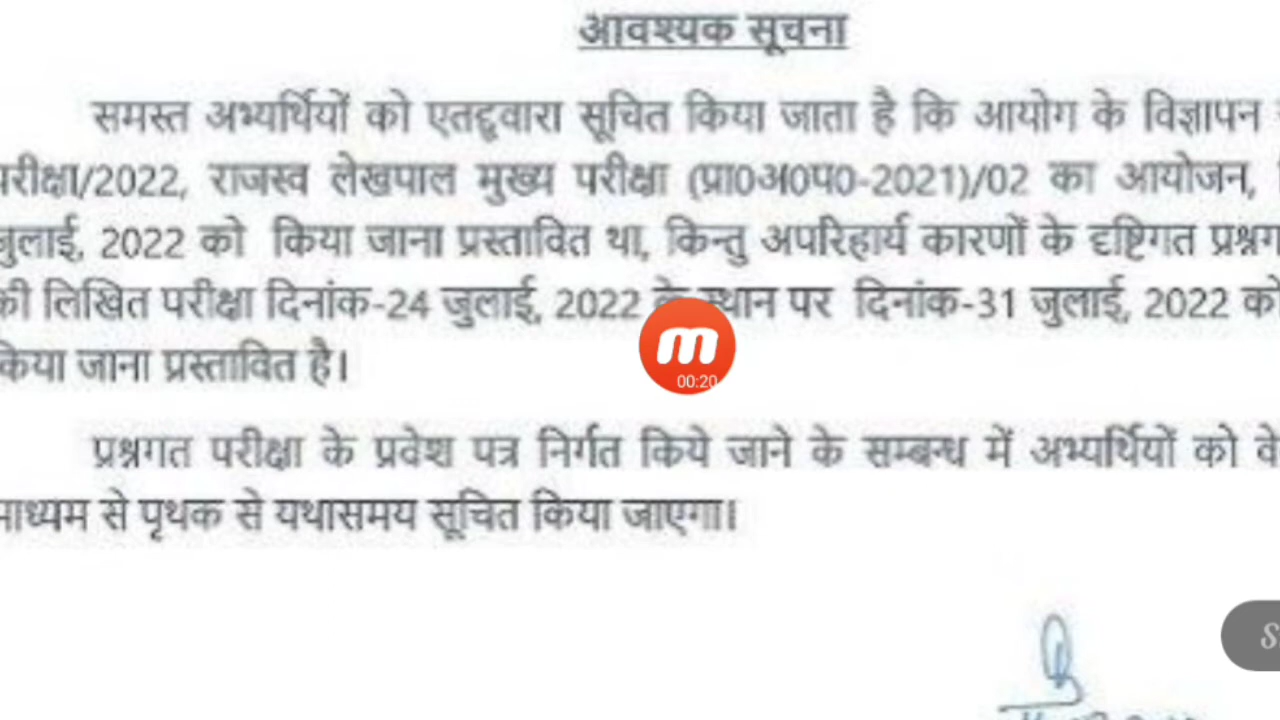 आवश्यक सूचना
समस्त अभ्यर्थियों को एतद्द्वारा सूचित किया जाता है कि आयोग के विज्ञापन
परीक्षा/2022, राजस्व लेखपाल मुख्य परीक्षा (प्रा0अ0प0-2021)/02 का आयोजन,
जुलाई, 2022 को किया जाना प्रस्तावित था, किन्तु अपरिहार्य कारणों के दृष्टिगत
की लिखित परीक्षा दिनांक-24 जुलाई, 2022 के स्थान पर दिनांक-31 जुलाई, 2022 को
किया जाना प्रस्तावित है।
m
00:20
प्रश्नगत परीक्षा के प्रवेश पत्र निर्गत किये जाने के सम्बन्ध में अभ्यर्थियों को
माध्यम से पृथक से यथासमय सूचित किया जाएगा।